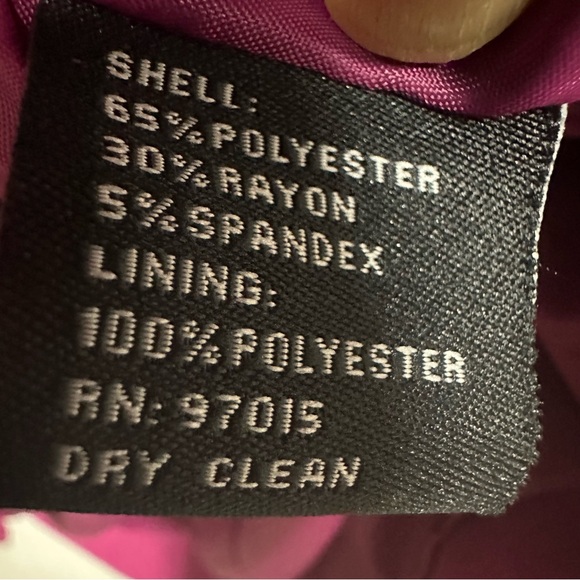 SHELL:
65% POLYESTER
30% RAYON
5% SPANDEX
LINING:
100% POLYESTER
RN: 97015
DRY CLEAN